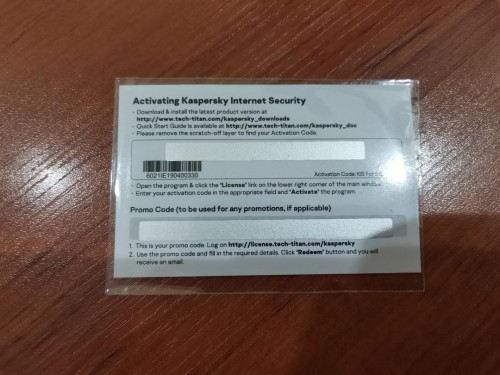 Activating Kaspersky Internet Security
- Download & install the latest product version at
http://www.tech-titan.com/kaspersky_downloads
- Quick Start Guide is available at http://www.tech-titan.com/kaspersky_doc
- Please remove the scratch-off layer to find your Activation Code.
6021IE190400330
Activation Code: KIS For
- Open the program & click the "License" link on the lower right corner of the main window
- Enter your activation code in the appropriate field and "Activate" the program.
Promo Code (to be used for any promotions, if applicable)
1. This is your promo code. Log on http://license.tech-titan.com/kaspersky
2. Use the promo code and fill in the required details. Click "Redeem" button and you will
receive an email.